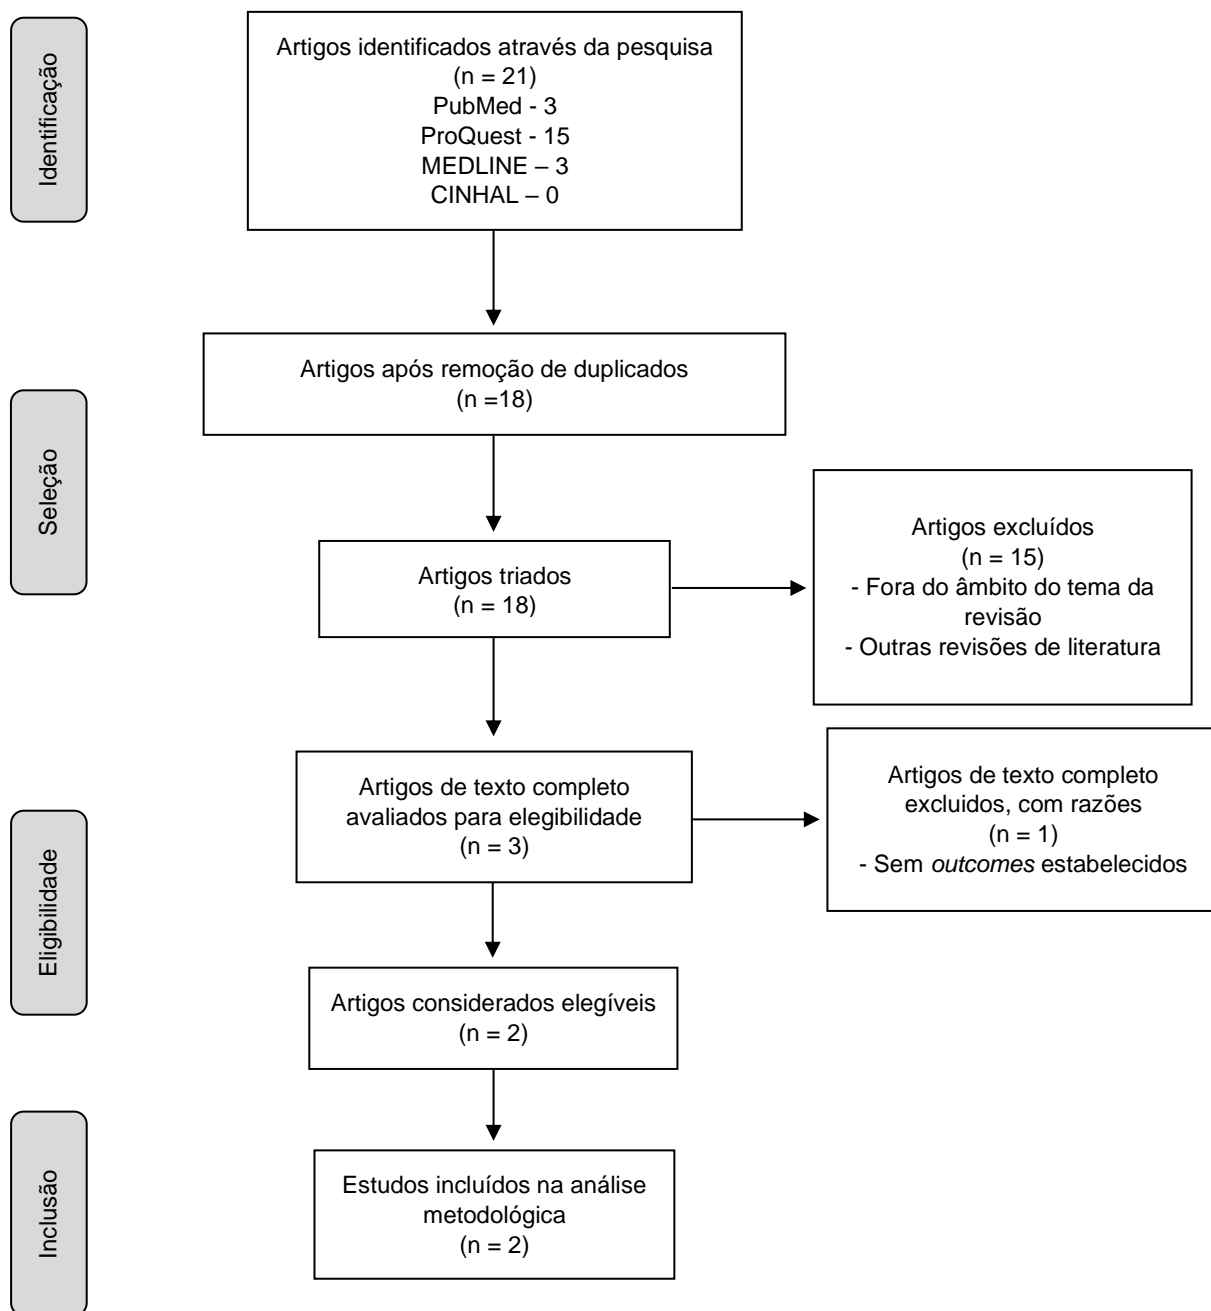 Identificação
Artigos identificados através da pesquisa
(n = 21)
PubMed - 3
ProQuest - 15
MEDLINE – 3
CINHAL – 0
Seleção
Artigos após remoção de duplicados
(n =18)
Artigos triados
(n = 18)
Artigos excluídos
(n = 15)
- Fora do âmbito do tema da
revisão
- Outras revisões de literatura
Eligibilidade
Artigos de texto completo
avaliados para elegibilidade
(n = 3)
Artigos de texto completo
excluidos, com razões
(n = 1)
- Sem outcomes estabelecidos
Artigos considerados elegíveis
(n = 2)
Inclusão
Estudos incluídos na análise
metodológica
(n = 2)